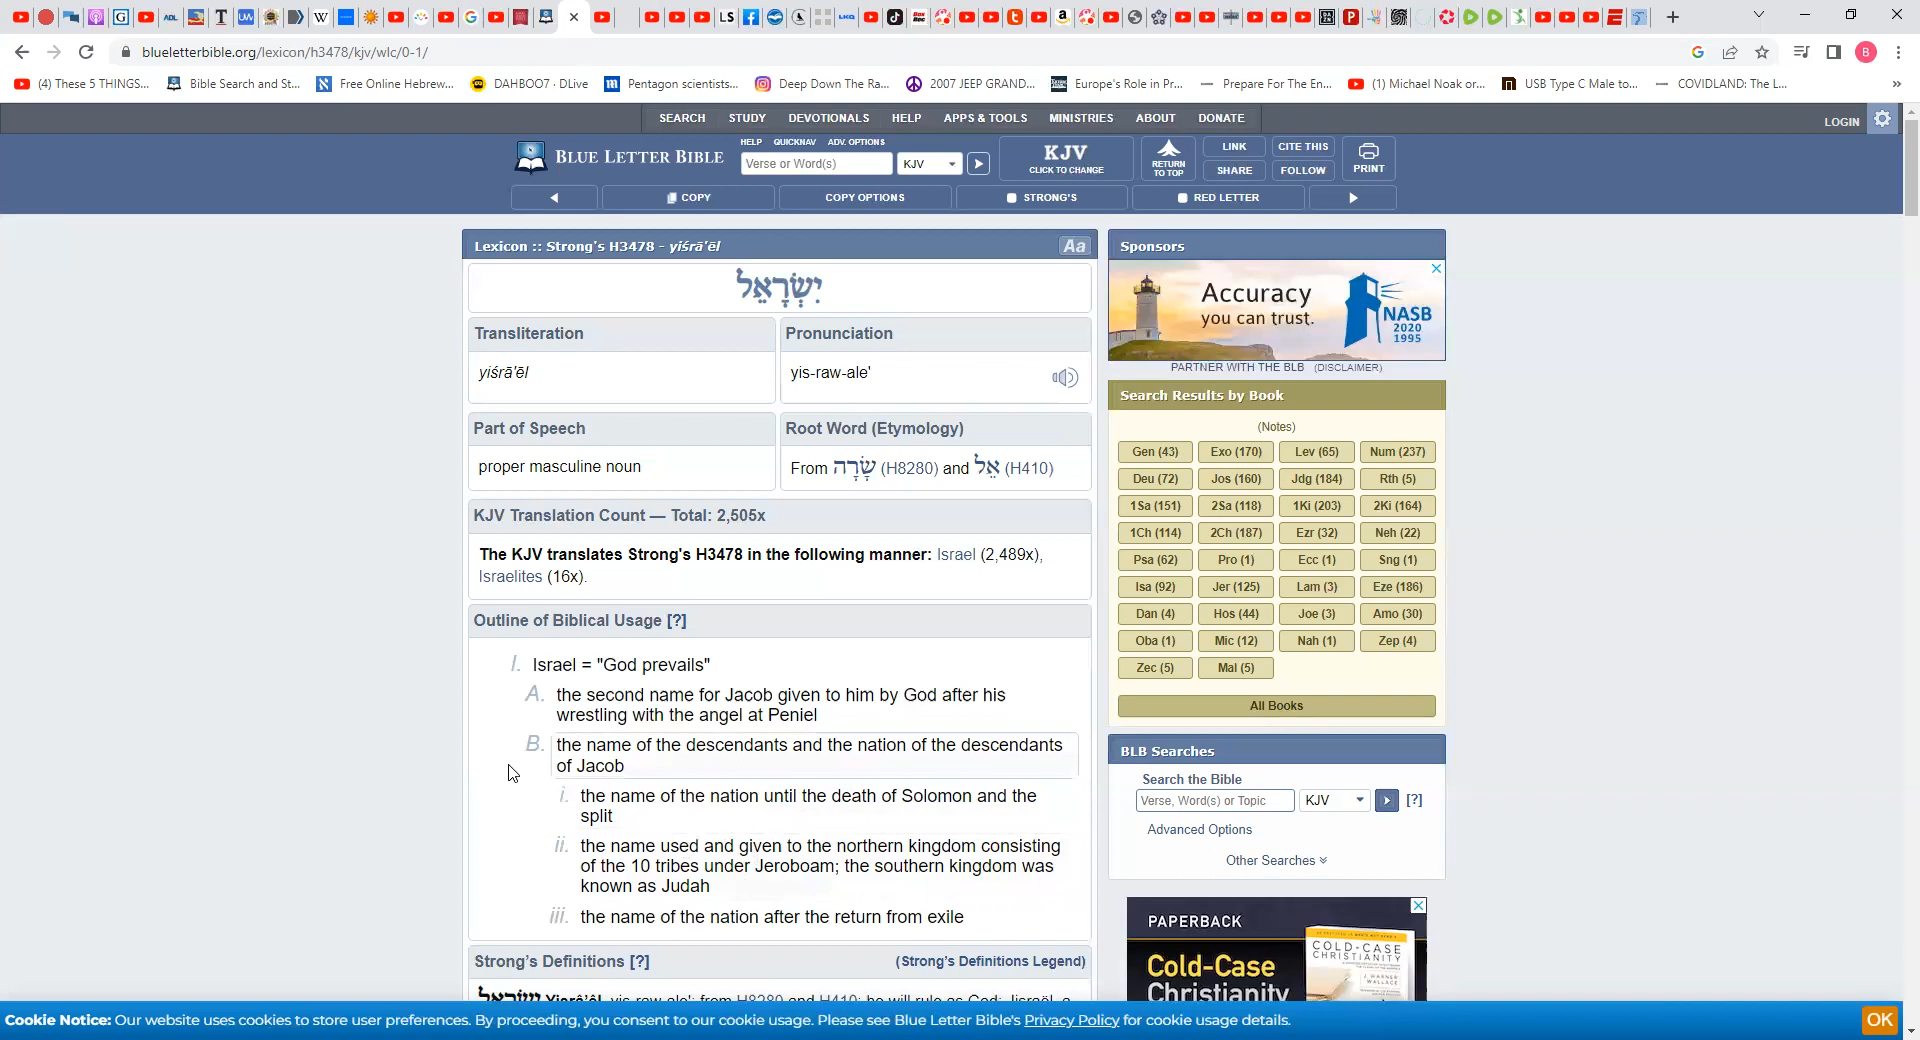 blueletterbible.org/lexicon/h3478/kjv/wlc/0-1/
(4) These 5 THINGS... Bible Search and St... Free Online Hebrew... DAHBOO7 · DLive Pentagon scientists... Deep Down The Ra... 2007 JEEP GRAND... Europe's Role in Pr... Prepare For The En... (1) Michael Noak or... USB Type C Male to... COVIDLAND: The L...
SEARCH STUDY DEVOTIONALS HELP APPS & TOOLS MINISTRIES ABOUT DONATE
LOGIN
HELP QUICKNAV ADV. OPTIONS
BLUE LETTER BIBLE
Verse or Word(s) KJV
KJV
CLICK TO CHANGE
RETURN
TO TOP
LINK CITE THIS
SHARE FOLLOW
PRINT
COPY COPY OPTIONS STRONG'S RED LETTER
Lexicon :: Strong's H3478 - yiśrā'ēl Aa
יִשְׂרָאֵל
Transliteration
yiśrā'ēl
Pronunciation
yis-raw-ale'
Part of Speech
proper masculine noun
Root Word (Etymology)
From שָׂרָה (H8280) and אֵל (H410)
KJV Translation Count — Total: 2,505x
The KJV translates Strong's H3478 in the following manner: Israel (2,489x),
Israelites (16x).
Outline of Biblical Usage [?]
I. Israel = "God prevails"
A. the second name for Jacob given to him by God after his
wrestling with the angel at Peniel
B. the name of the descendants and the nation of the descendants
of Jacob
i. the name of the nation until the death of Solomon and the
split
ii. the name used and given to the northern kingdom consisting
of the 10 tribes under Jeroboam; the southern kingdom was
known as Judah
iii. the name of the nation after the return from exile
Strong's Definitions [?] (Strong's Definitions Legend)
Sponsors
Accuracy
you can trust.
NASB
2020
1995
PARTNER WITH THE BLB (DISCLAIMER)
Search Results by Book
(Notes)
Gen (43) Exo (170) Lev (65) Num (237)
Deu (72) Jos (160) Jdg (184) Rth (5)
1Sa (151) 2Sa (118) 1Ki (203) 2Ki (164)
1Ch (114) 2Ch (187) Ezr (32) Neh (22)
Psa (62) Pro (1) Ecc (1) Sng (1)
Isa (92) Jer (125) Lam (3) Eze (186)
Dan (4) Hos (44) Joe (3) Amo (30)
Oba (1) Mic (12) Nah (1) Zep (4)
Zec (5) Mal (5)
All Books
BLB Searches
Search the Bible
Verse, Word(s) or Topic KJV [?]
Advanced Options
Other Searches
PAPERBACK
Cold-Case
Christianity
COLD-CASE
CHRISTIANITY
Cookie Notice: Our website uses cookies to store user preferences. By proceeding, you consent to our cookie usage. Please see Blue Letter Bible's Privacy Policy for cookie usage details. OK